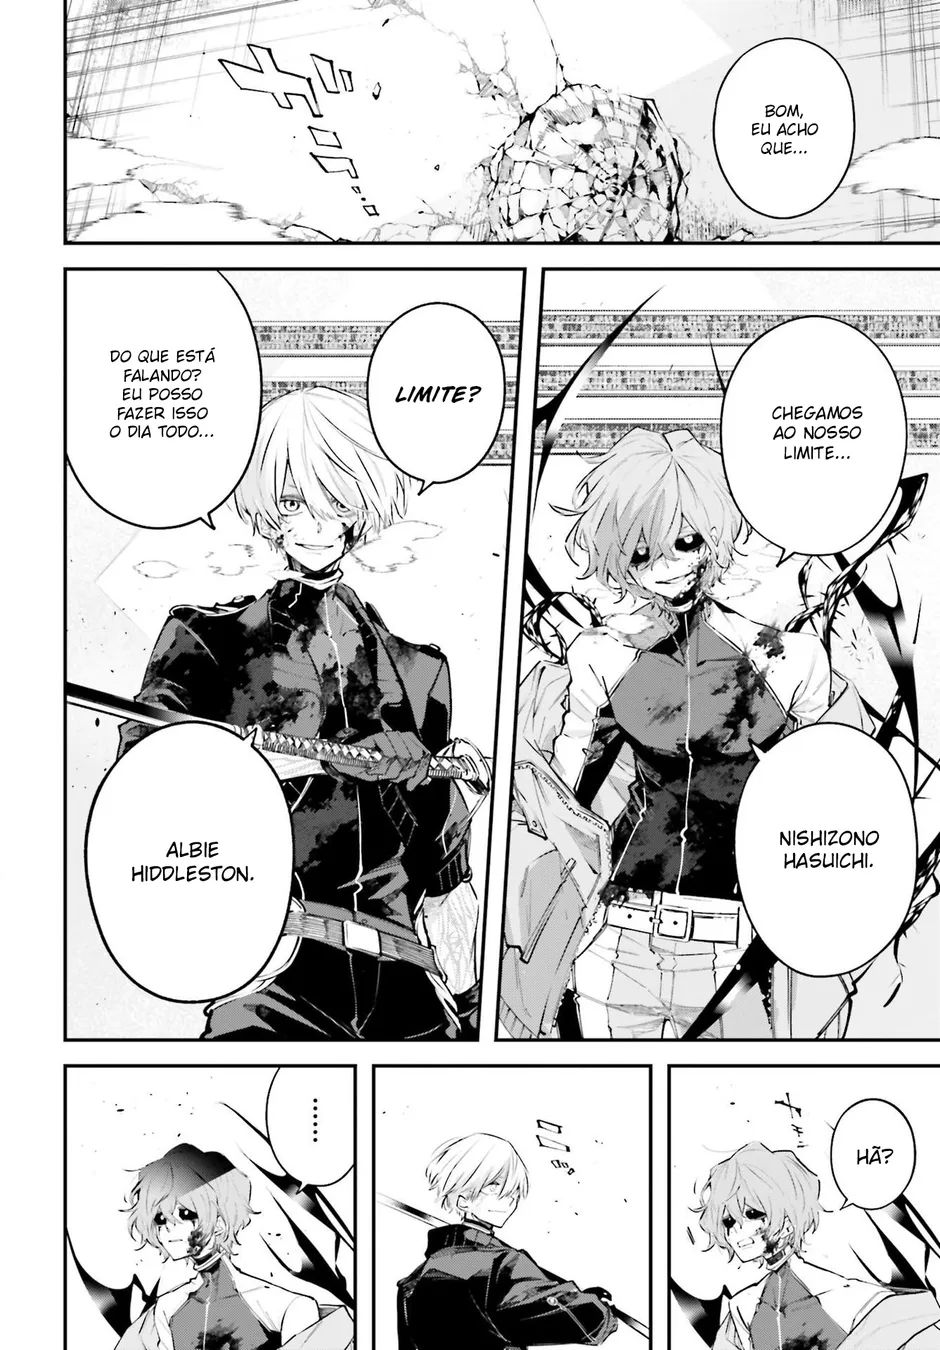 BOM,
EU ACHO
QUE...
CHEGAMOS
AO NOSSO
LIMITE...
NISHIZONO
HASUICHI.
LIMITE?
DO QUE ESTÁ
FALANDO?
EU POSSO
FAZER ISSO
O DIA TODO...
ALBIE
HIDDLESTON.
HÃ?
......